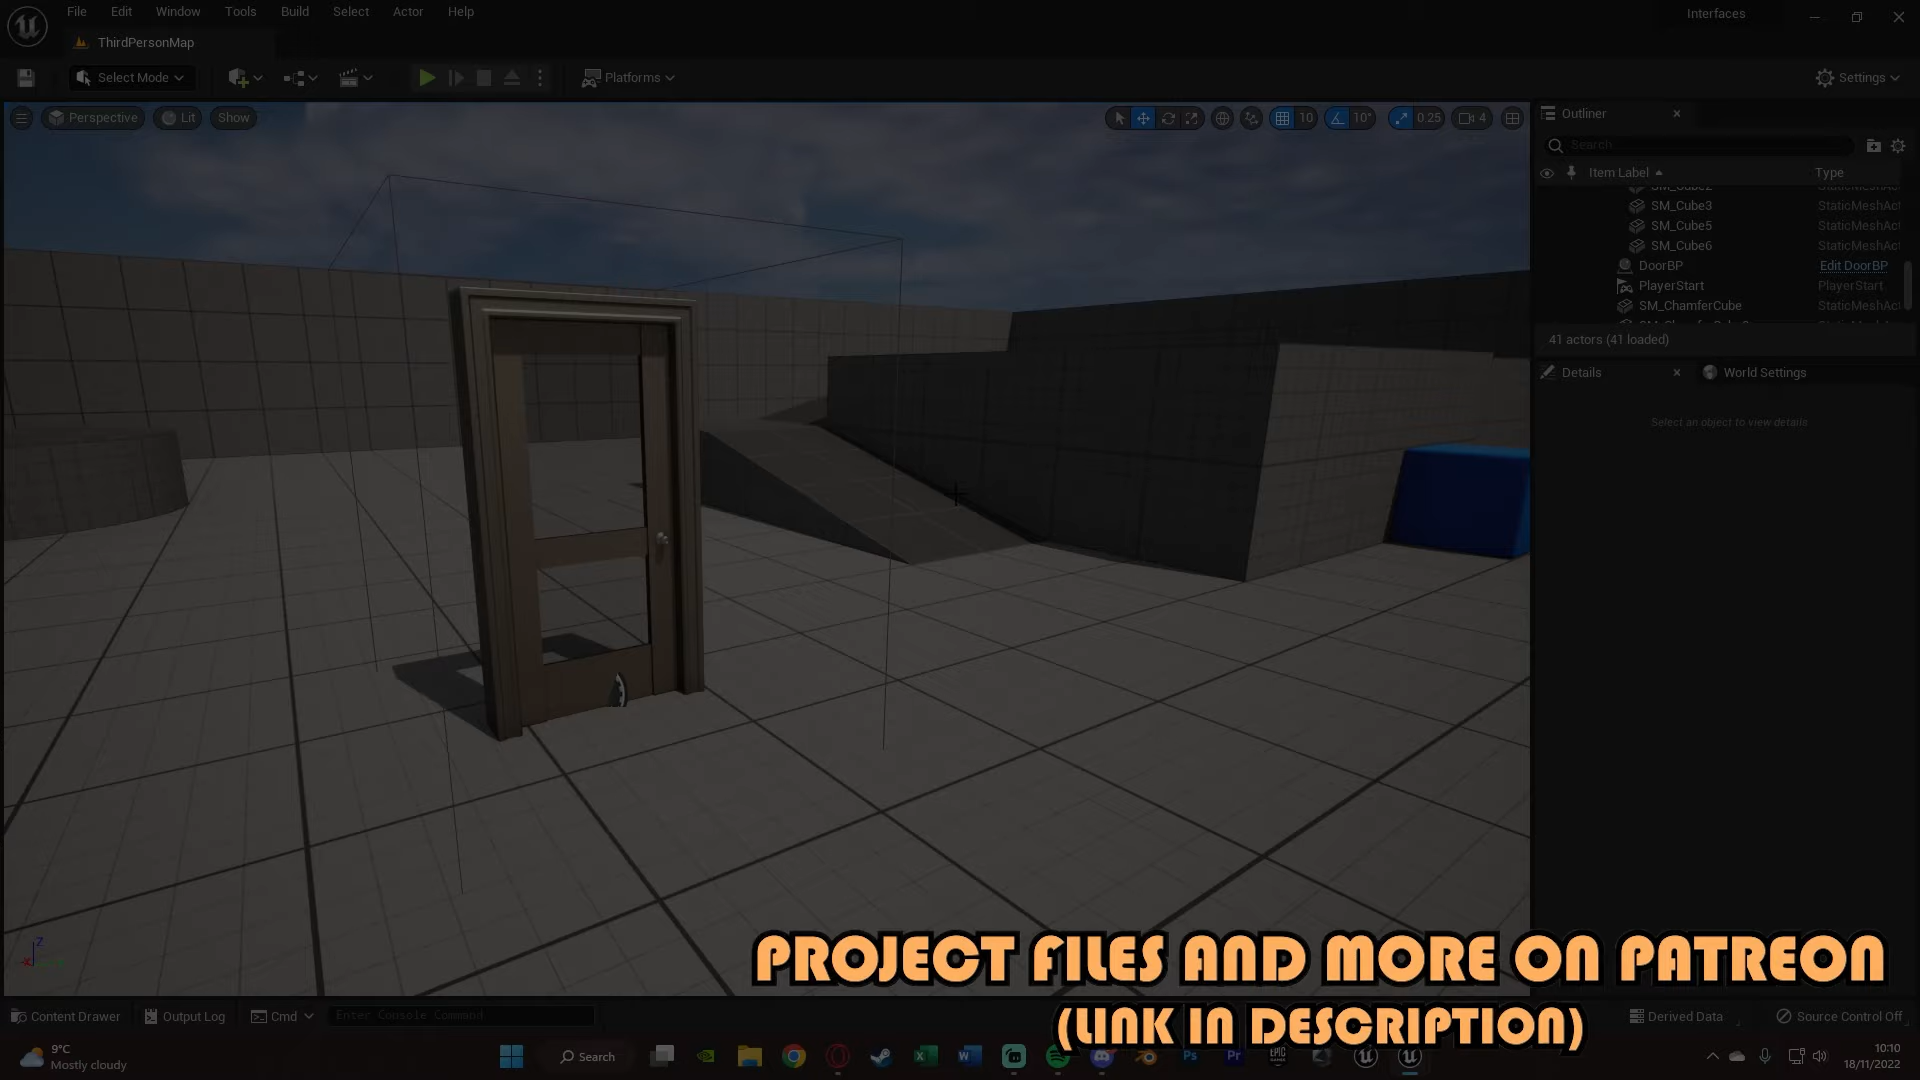 File Edit Window Tools Build Select Actor Help
Interfaces
ThirdPersonMap
Select Mode
Platforms
Settings
Perspective Lit Show
10 10° 0.25 4
Outliner
Search
Item Label Type
SM_Cube2 StaticMeshAct
SM_Cube3 StaticMeshAct
SM_Cube5 StaticMeshAct
SM_Cube6 StaticMeshAct
DoorBP Edit DoorBP
PlayerStart PlayerStart
SM_ChamferCube StaticMeshAct
41 actors (41 loaded)
Details World Settings
Select an object to view details
Z
PROJECT FILES AND MORE ON PATREON
(LINK IN DESCRIPTION)
Content Drawer Output Log Cmd Enter Console Command
Derived Data Source Control Off
9°C
Mostly cloudy
Search
10:10
18/11/2022